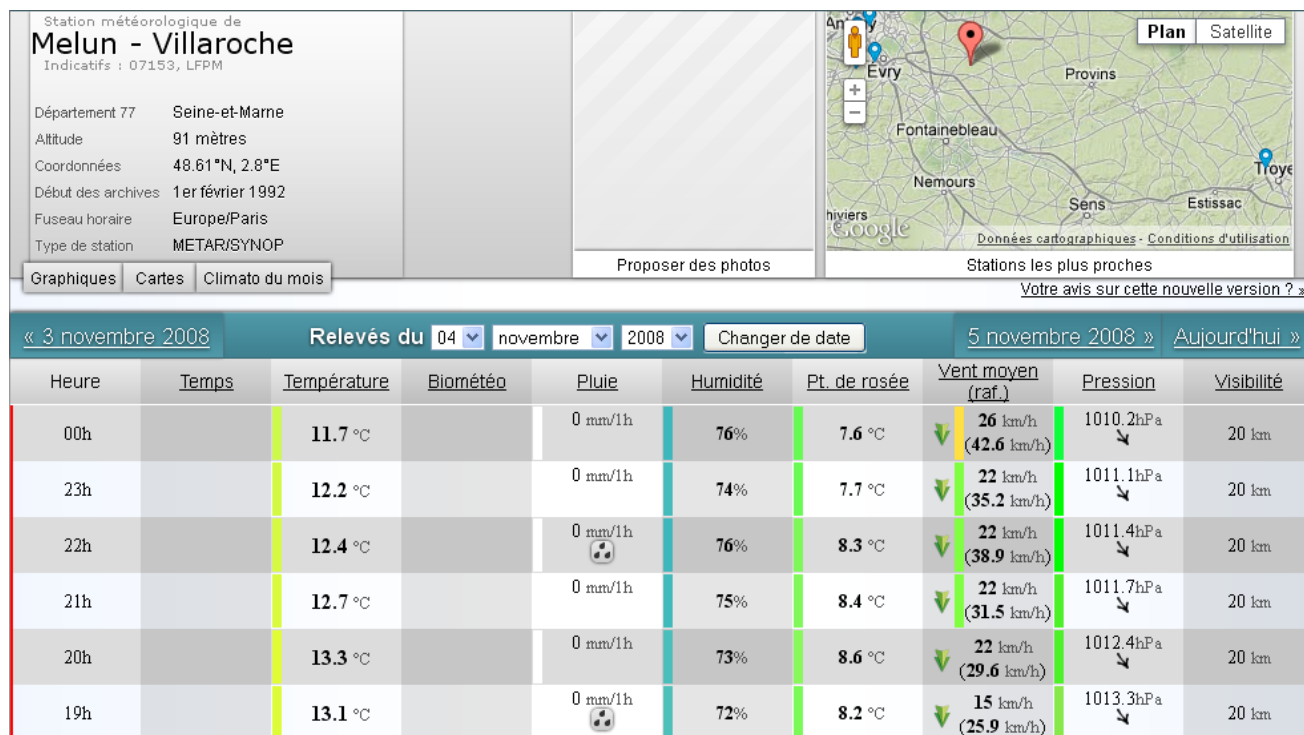 Station météorologique de
Melun - Villaroche
Indicatifs : 07153, LFPM
Département 77 Seine-et-Marne
Altitude 91 mètres
Coordonnées 48.61°N, 2.8°E
Début des archives 1er février 1992
Fuseau horaire Europe/Paris
Type de station METAR/SYNOP
Graphiques Cartes Climato du mois
Proposer des photos
Plan Satellite
Évry
Provins
Fontainebleau
Troye
Nemours
Sens
Estissac
hiviers
Google
Données cartographiques - Conditions d'utilisation
Stations les plus proches
Votre avis sur cette nouvelle version ? »
« 3 novembre 2008 Relevés du 04 novembre 2008 Changer de date 5 novembre 2008 » Aujourd'hui »
Heure Temps Température Biométéo Pluie Humidité Pt. de rosée Vent moyen (raf.) Pression Visibilité
00h 11.7 °C 0 mm/1h 76% 7.6 °C 26 km/h (42.6 km/h) 1010.2hPa 20 km
23h 12.2 °C 0 mm/1h 74% 7.7 °C 22 km/h (35.2 km/h) 1011.1hPa 20 km
22h 12.4 °C 0 mm/1h 76% 8.3 °C 22 km/h (38.9 km/h) 1011.4hPa 20 km
21h 12.7 °C 0 mm/1h 75% 8.4 °C 22 km/h (31.5 km/h) 1011.7hPa 20 km
20h 13.3 °C 0 mm/1h 73% 8.6 °C 22 km/h (29.6 km/h) 1012.4hPa 20 km
19h 13.1 °C 0 mm/1h 72% 8.2 °C 15 km/h (25.9 km/h) 1013.3hPa 20 km